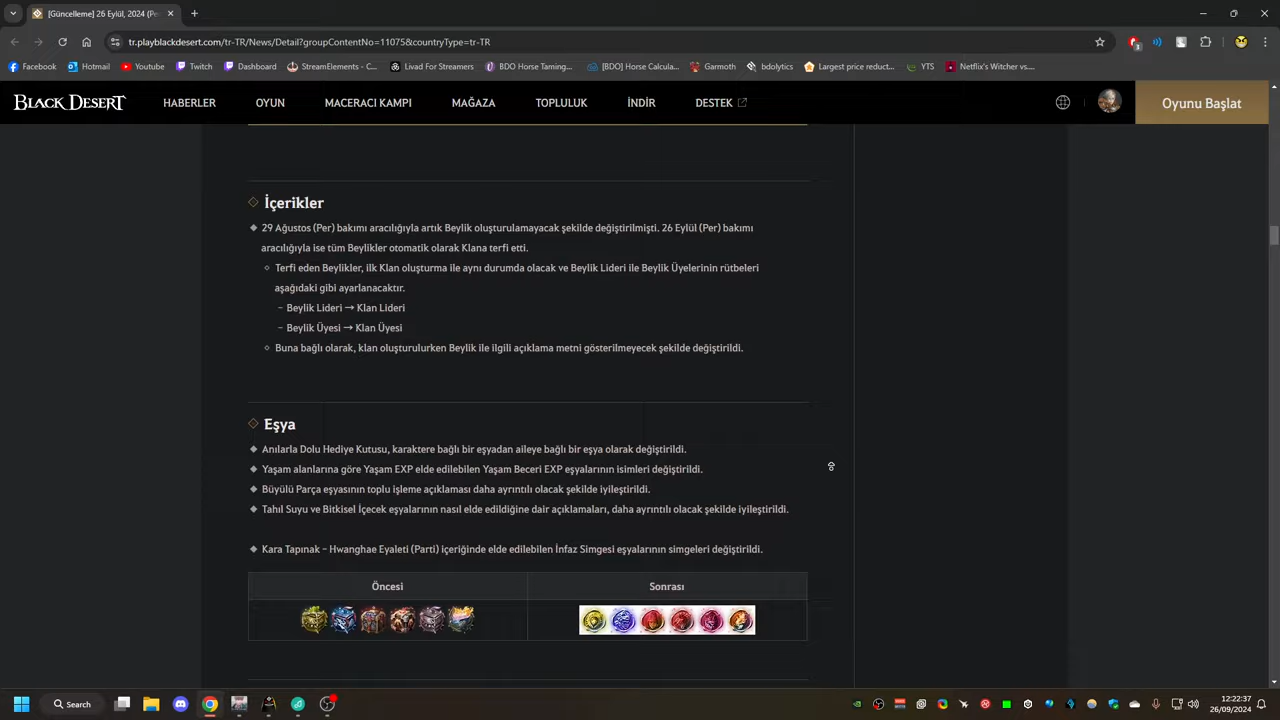 [Güncelleme] 26 Eylül, 2024 (Pe
tr.playblackdesert.com/tr-TR/News/Detail?groupContentNo=11075&countryType=tr-TR
Facebook Hotmail Youtube Twitch Dashboard StreamElements - C... Livad For Streamers BDO Horse Taming... [BDO] Horse Calcula... Garmoth bdolytics Largest price reduct... YTS Netflix's Witcher vs....
BLACK DESERT HABERLER OYUN MACERACI KAMPI MAĞAZA TOPLULUK İNDİR DESTEK Oyunu Başlat
İçerikler
29 Ağustos (Per) bakımı aracılığıyla artık Beylik oluşturulamayacak şekilde değiştirilmişti. 26 Eylül (Per) bakımı
aracılığıyla ise tüm Beylikler otomatik olarak Klana terfi etti.
Terfi eden Beylikler, ilk Klan oluşturma ile aynı durumda olacak ve Beylik Lideri ile Beylik Üyelerinin rütbeleri
aşağıdaki gibi ayarlanacaktır.
- Beylik Lideri → Klan Lideri
- Beylik Üyesi → Klan Üyesi
Buna bağlı olarak, klan oluşturulurken Beylik ile ilgili açıklama metni gösterilmeyecek şekilde değiştirildi.
Eşya
Anılarla Dolu Hediye Kutusu, karaktere bağlı bir eşyadan aileye bağlı bir eşya olarak değiştirildi.
Yaşam alanlarına göre Yaşam EXP elde edilebilen Yaşam Beceri EXP eşyalarının isimleri değiştirildi.
Büyülü Parça eşyasının toplu işleme açıklaması daha ayrıntılı olacak şekilde iyileştirildi.
Tahıl Suyu ve Bitkisel İçecek eşyalarının nasıl elde edildiğine dair açıklamaları, daha ayrıntılı olacak şekilde iyileştirildi.
Kara Tapınak - Hwanghae Eyaleti (Parti) içeriğinde elde edilebilen İnfaz Simgesi eşyalarının simgeleri değiştirildi.
Öncesi Sonrası
Search
12:22:37
26/09/2024